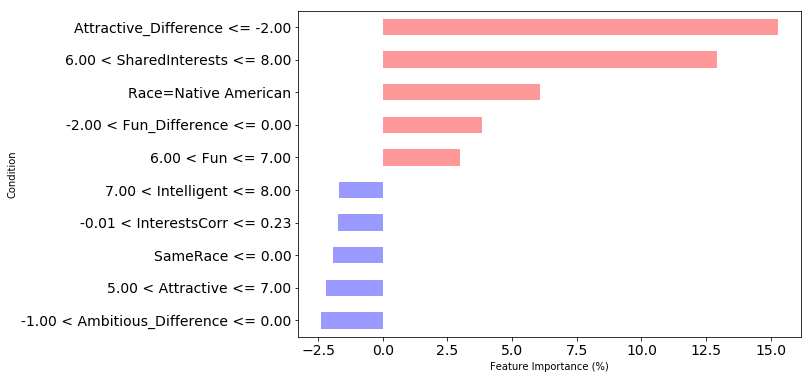 Attractive_Difference <= -2.00
6.00 < SharedInterests <= 8.00
Race=Native American
-2.00 < Fun_Difference <= 0.00
6.00 < Fun <= 7.00
7.00 < Intelligent <= 8.00
-0.01 < InterestsCorr <= 0.23
SameRace <= 0.00
5.00 < Attractive <= 7.00
-1.00 < Ambitious_Difference <= 0.00
Condition
−2.5 0.0 2.5 5.0 7.5 10.0 12.5 15.0
Feature Importance (%)